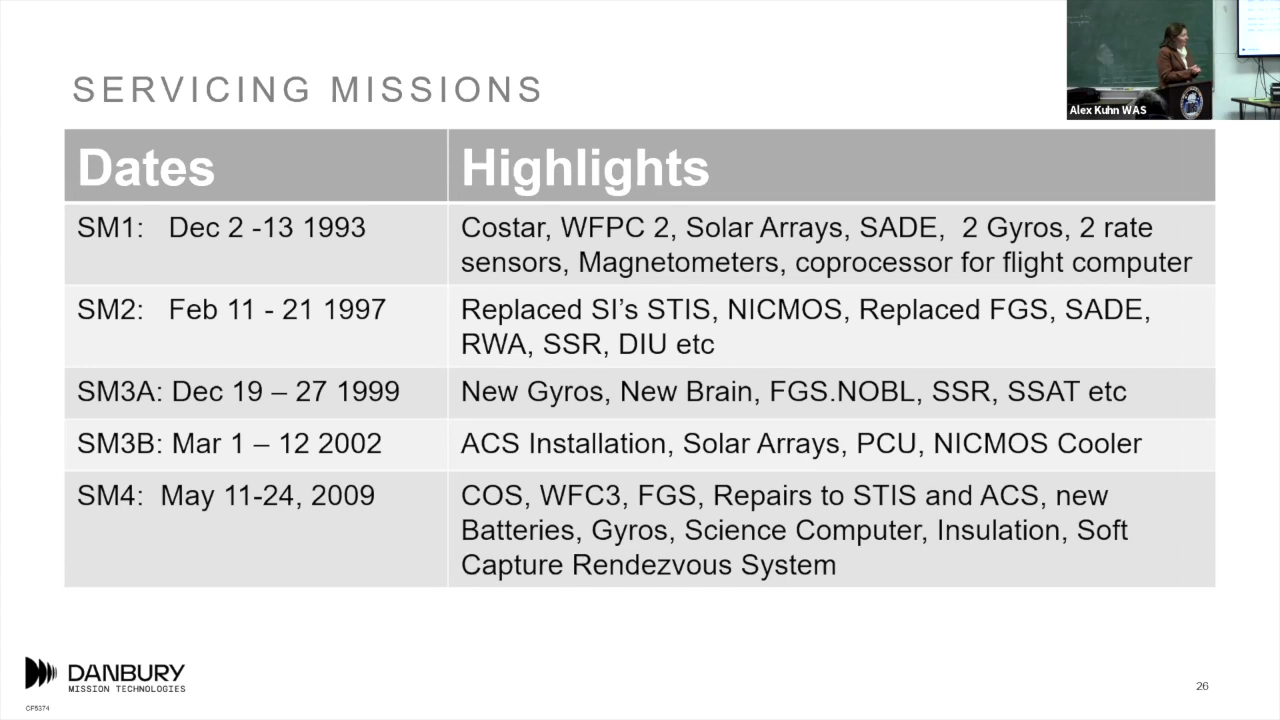 SERVICING MISSIONS
Alex Kuhn WAS
Dates
Highlights
SM1: Dec 2 -13 1993
Costar, WFPC 2, Solar Arrays, SADE, 2 Gyros, 2 rate
sensors, Magnetometers, coprocessor for flight computer
SM2: Feb 11 - 21 1997
Replaced SI’s STIS, NICMOS, Replaced FGS, SADE,
RWA, SSR, DIU etc
SM3A: Dec 19 – 27 1999
New Gyros, New Brain, FGS.NOBL, SSR, SSAT etc
SM3B: Mar 1 – 12 2002
ACS Installation, Solar Arrays, PCU, NICMOS Cooler
SM4: May 11-24, 2009
COS, WFC3, FGS, Repairs to STIS and ACS, new
Batteries, Gyros, Science Computer, Insulation, Soft
Capture Rendezvous System
DANBURY
MISSION TECHNOLOGIES
CF5374
26